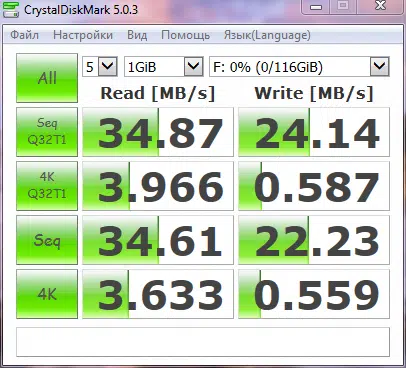 CrystalDiskMark 5.0.3
Файл Настройки Вид Помощь Язык(Language)
All 5 1GiB F: 0% (0/116GiB)
Read [MB/s] Write [MB/s]
Seq Q32T1 34.87 24.14
4K Q32T1 3.966 0.587
Seq 34.61 22.23
4K 3.633 0.559